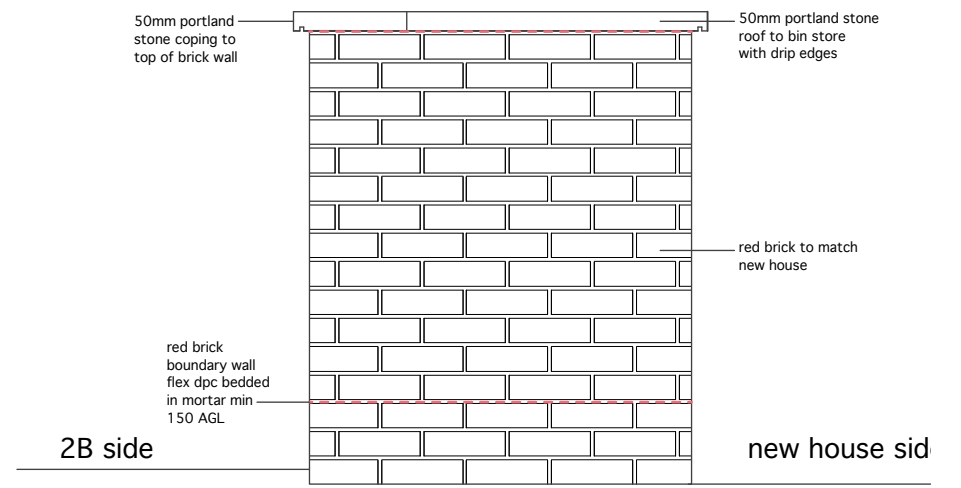 50mm portland
stone coping to
top of brick wall
50mm portland stone
roof to bin store
with drip edges
red brick to match
new house
red brick
boundary wall
flex dpc bedded
in mortar min
150 AGL
2B side
new house sid